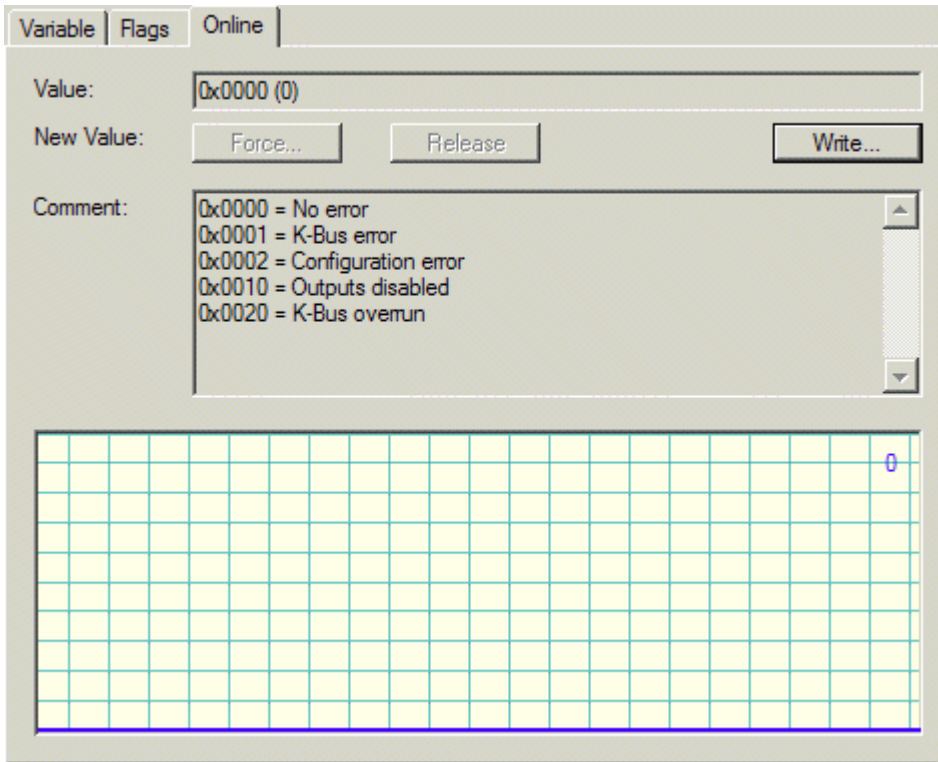 Variable Flags Online
Value: 0x0000 (0)
New Value: Force... Release Write...
Comment: 0x0000 = No error
0x0001 = K-Bus error
0x0002 = Configuration error
0x0010 = Outputs disabled
0x0020 = K-Bus overrun
0